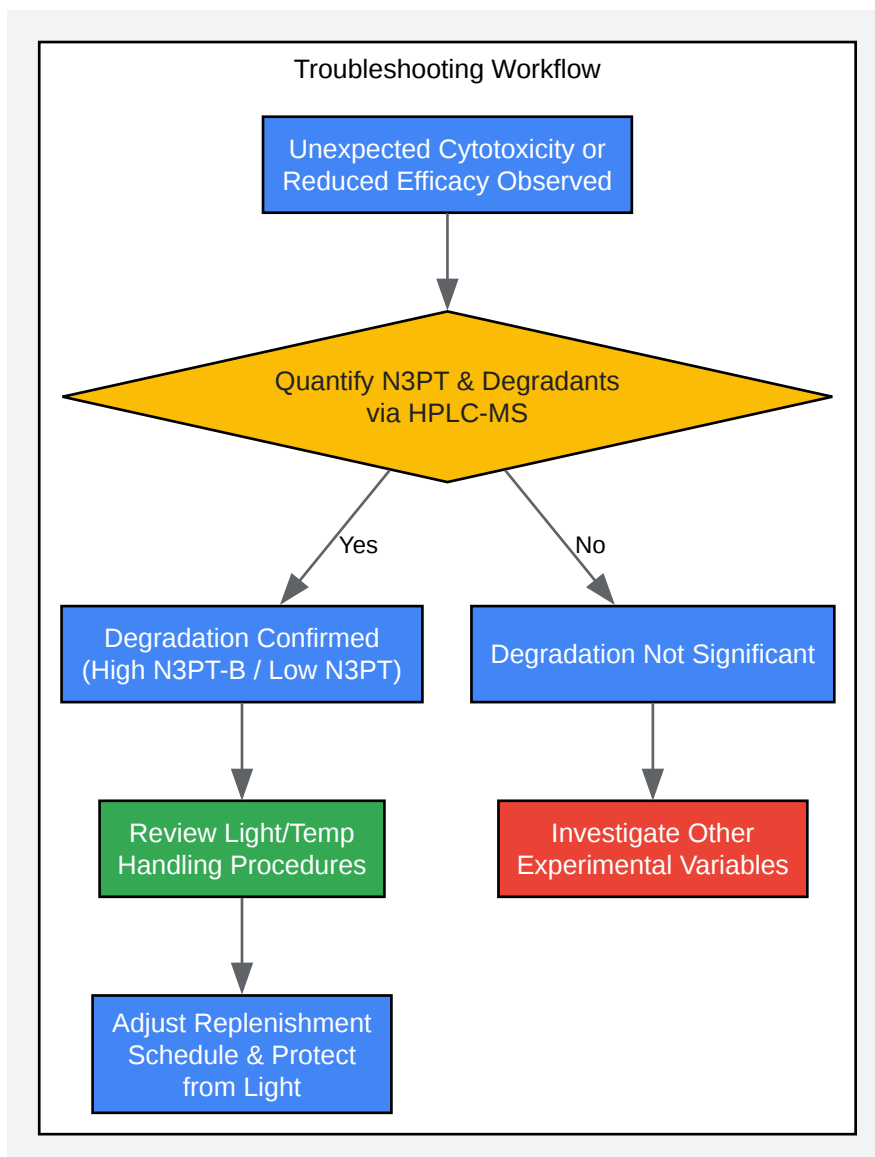 Troubleshooting Workflow
Unexpected Cytotoxicity or
Reduced Efficacy Observed
Quantify N3PT & Degradants
via HPLC-MS
Yes
No
Degradation Confirmed
(High N3PT-B / Low N3PT)
Degradation Not Significant
Review Light/Temp
Handling Procedures
Investigate Other
Experimental Variables
Adjust Replenishment
Schedule & Protect
from Light